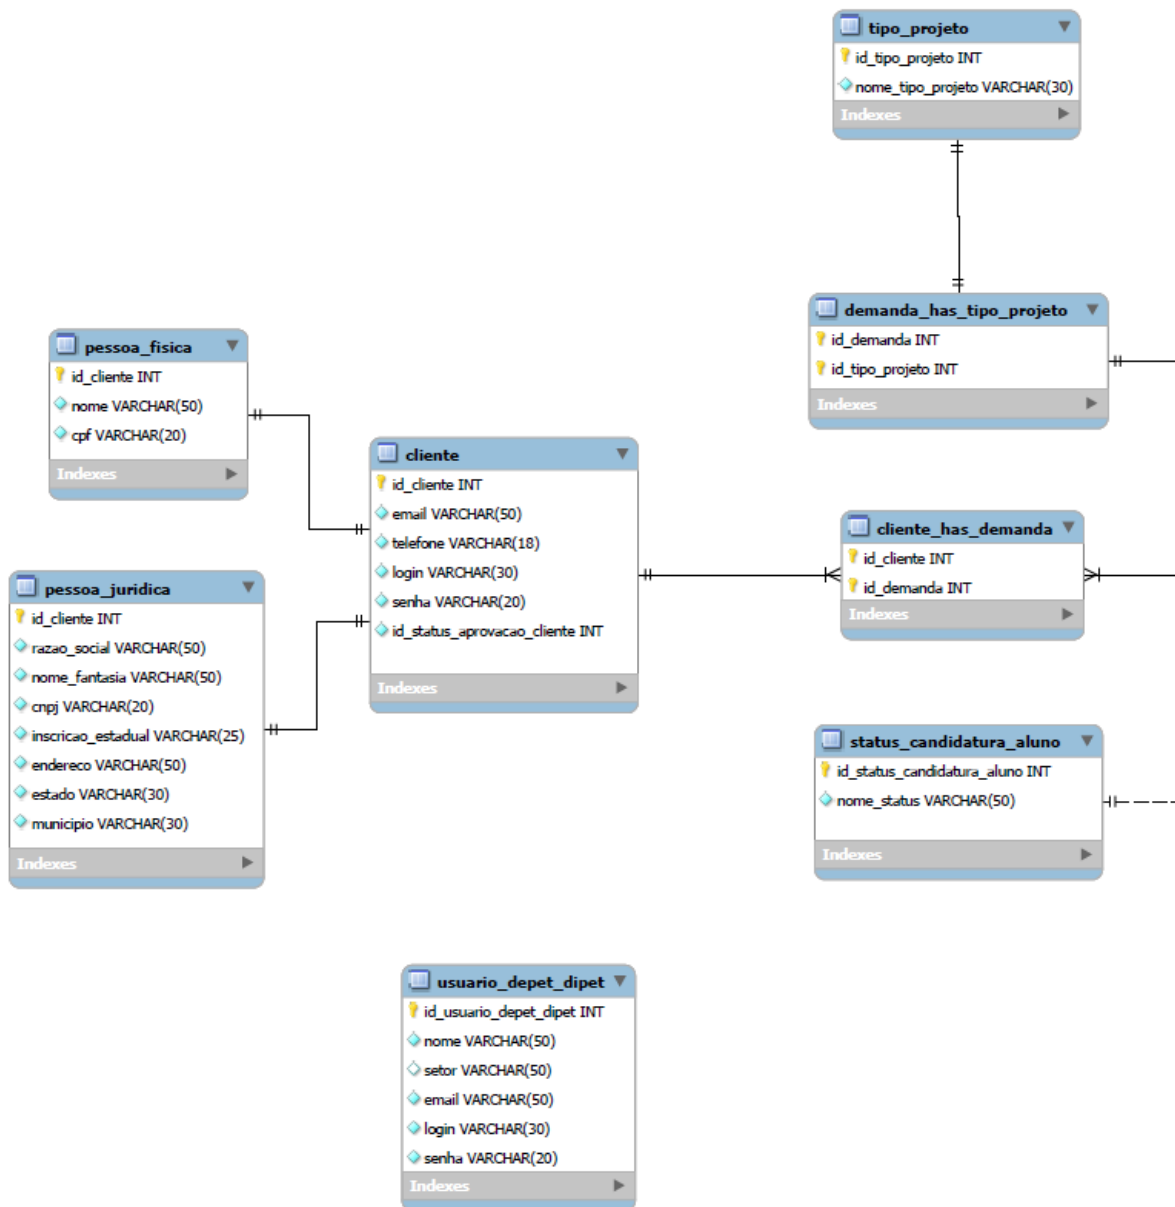 tipo_projeto
id_tipo_projeto INT
nome_tipo_projeto VARCHAR(30)
Indexes
demanda_has_tipo_projeto
id_demanda INT
id_tipo_projeto INT
Indexes
pessoa_fisica
id_cliente INT
nome VARCHAR(50)
cpf VARCHAR(20)
Indexes
cliente
id_cliente INT
email VARCHAR(50)
telefone VARCHAR(18)
login VARCHAR(30)
senha VARCHAR(20)
id_status_aprovacao_cliente INT
Indexes
cliente_has_demanda
id_cliente INT
id_demanda INT
Indexes
pessoa_juridica
id_cliente INT
razao_social VARCHAR(50)
nome_fantasia VARCHAR(50)
cnpj VARCHAR(20)
inscricao_estadual VARCHAR(25)
endereco VARCHAR(50)
estado VARCHAR(30)
municipio VARCHAR(30)
Indexes
status_candidatura_aluno
id_status_candidatura_aluno INT
nome_status VARCHAR(50)
Indexes
usuario_depet_dipet
id_usuario_depet_dipet INT
nome VARCHAR(50)
setor VARCHAR(50)
email VARCHAR(50)
login VARCHAR(30)
senha VARCHAR(20)
Indexes